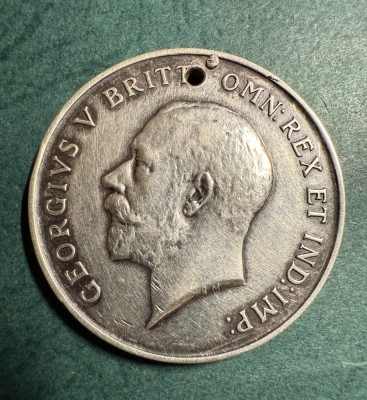 GEORGIVS V BRITT: OMN: REX ET IND: IMP:
B.M.